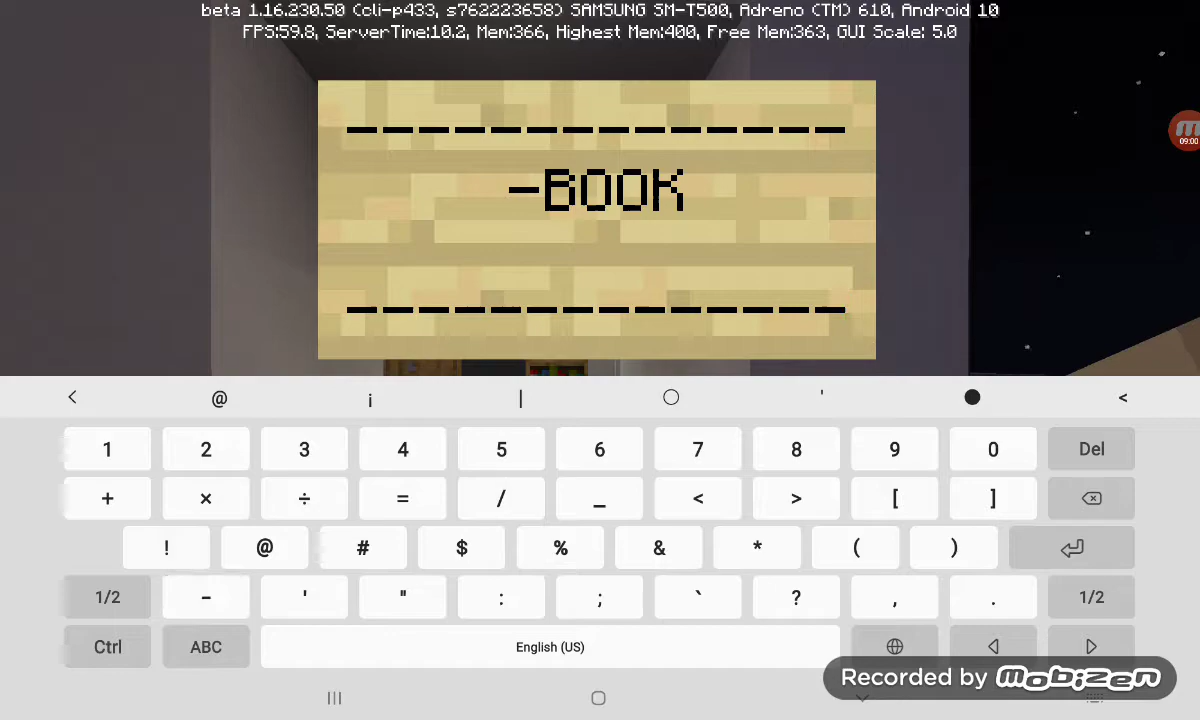 beta 1.16.230.50 (cli-p433, s762223658) SAMSUNG SM-T500, Adreno (TM) 610, Android 10
FPS:59.8, ServerTime:10.2, Mem:366, Highest Mem:400, Free Mem:363, GUI Scale: 5.0
09:00
--------------
-BOOK
--------------
< @ ¡ | ○ ' ● <
1 2 3 4 5 6 7 8 9 0 Del
+ × ÷ = / _ < > [ ]
! @ # $ % & * ( )
1/2 - ' " : ; ` ? , . 1/2
Ctrl ABC English (US)
Recorded by mobizen